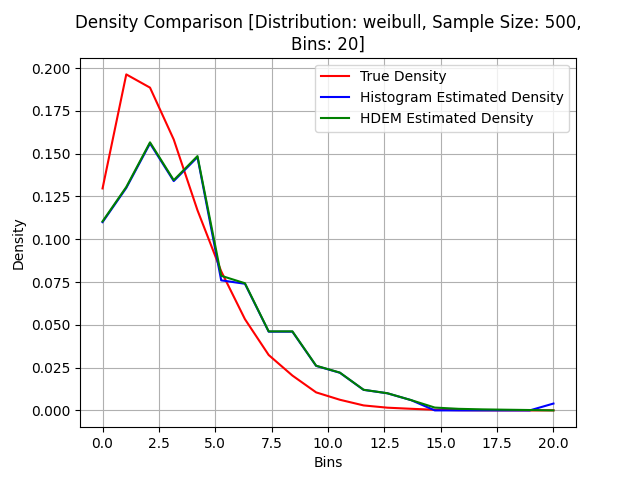 Density Comparison [Distribution: weibull, Sample Size: 500,
Bins: 20]
True Density
Histogram Estimated Density
HDEM Estimated Density
Density
0.200
0.175
0.150
0.125
0.100
0.075
0.050
0.025
0.000
0.0 2.5 5.0 7.5 10.0 12.5 15.0 17.5 20.0
Bins